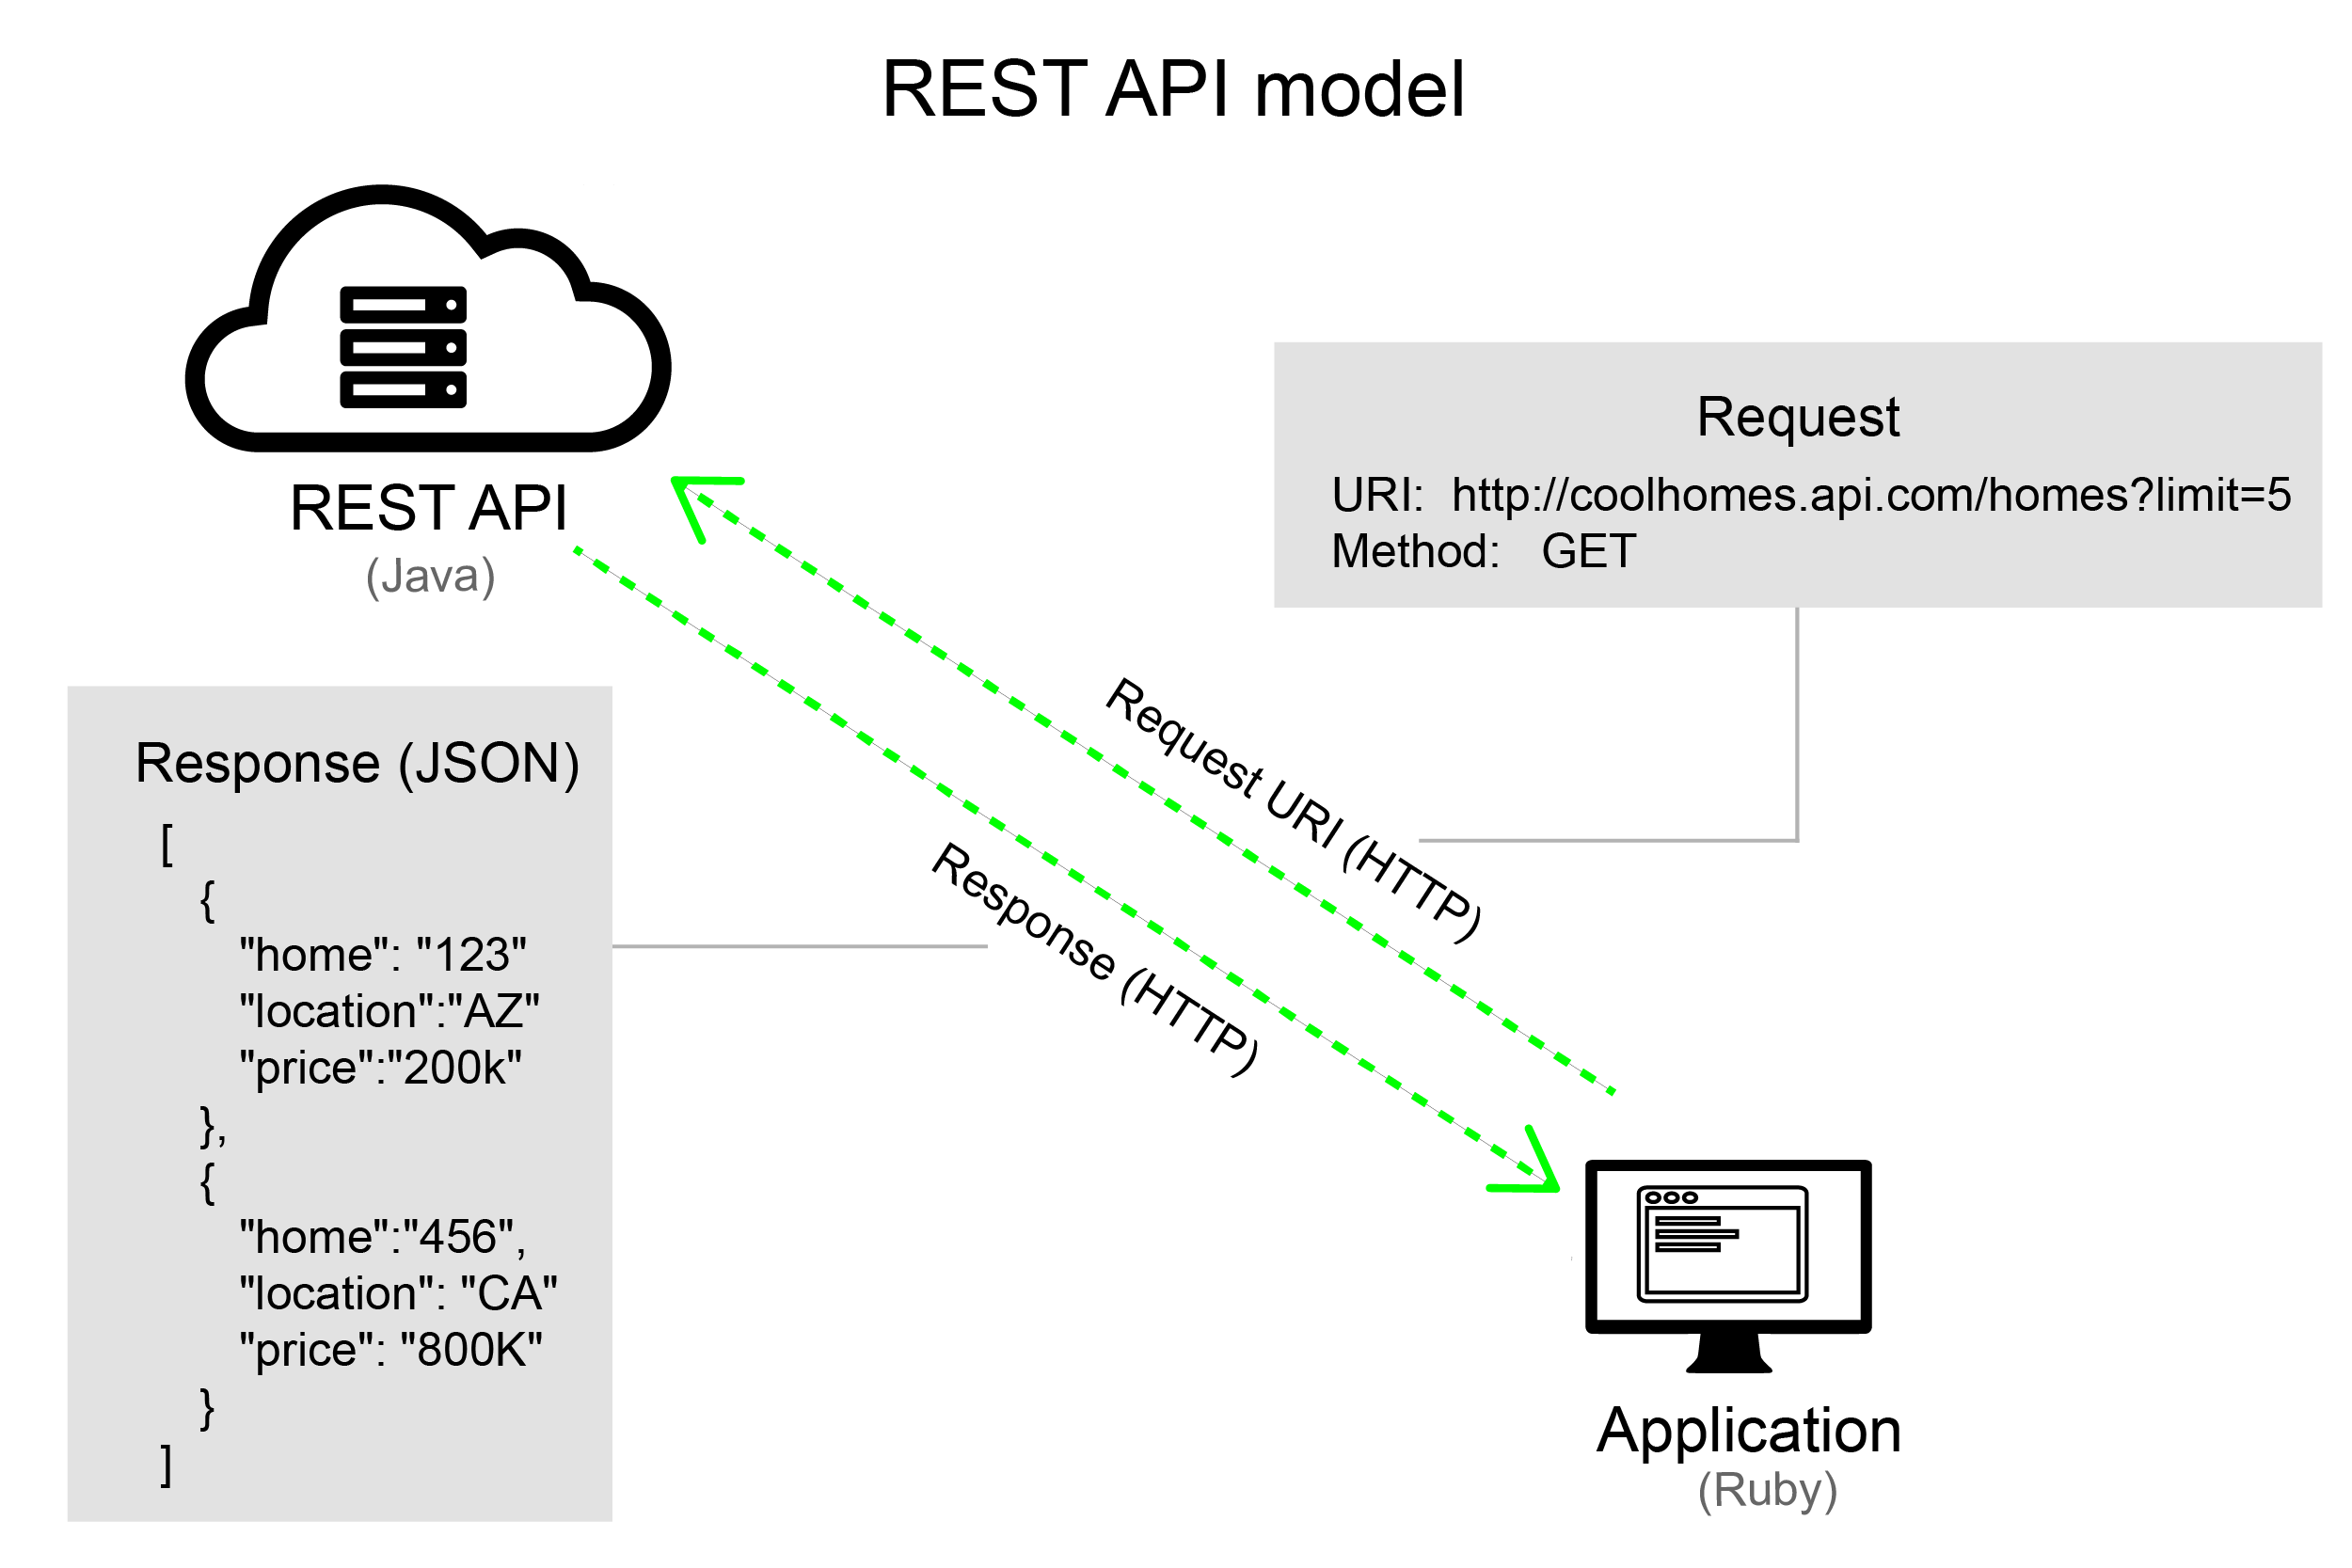 REST API model
REST API
(Java)
Request
URI:  http://coolhomes.api.com/homes?limit=5
Method:   GET
Request URI (HTTP)
Response (HTTP)
Response (JSON)
[
{
"home": "123"
"location":"AZ"
"price":"200k"
},
{
"home":"456",
"location": "CA"
"price": "800K"
}
]
Application
(Ruby)